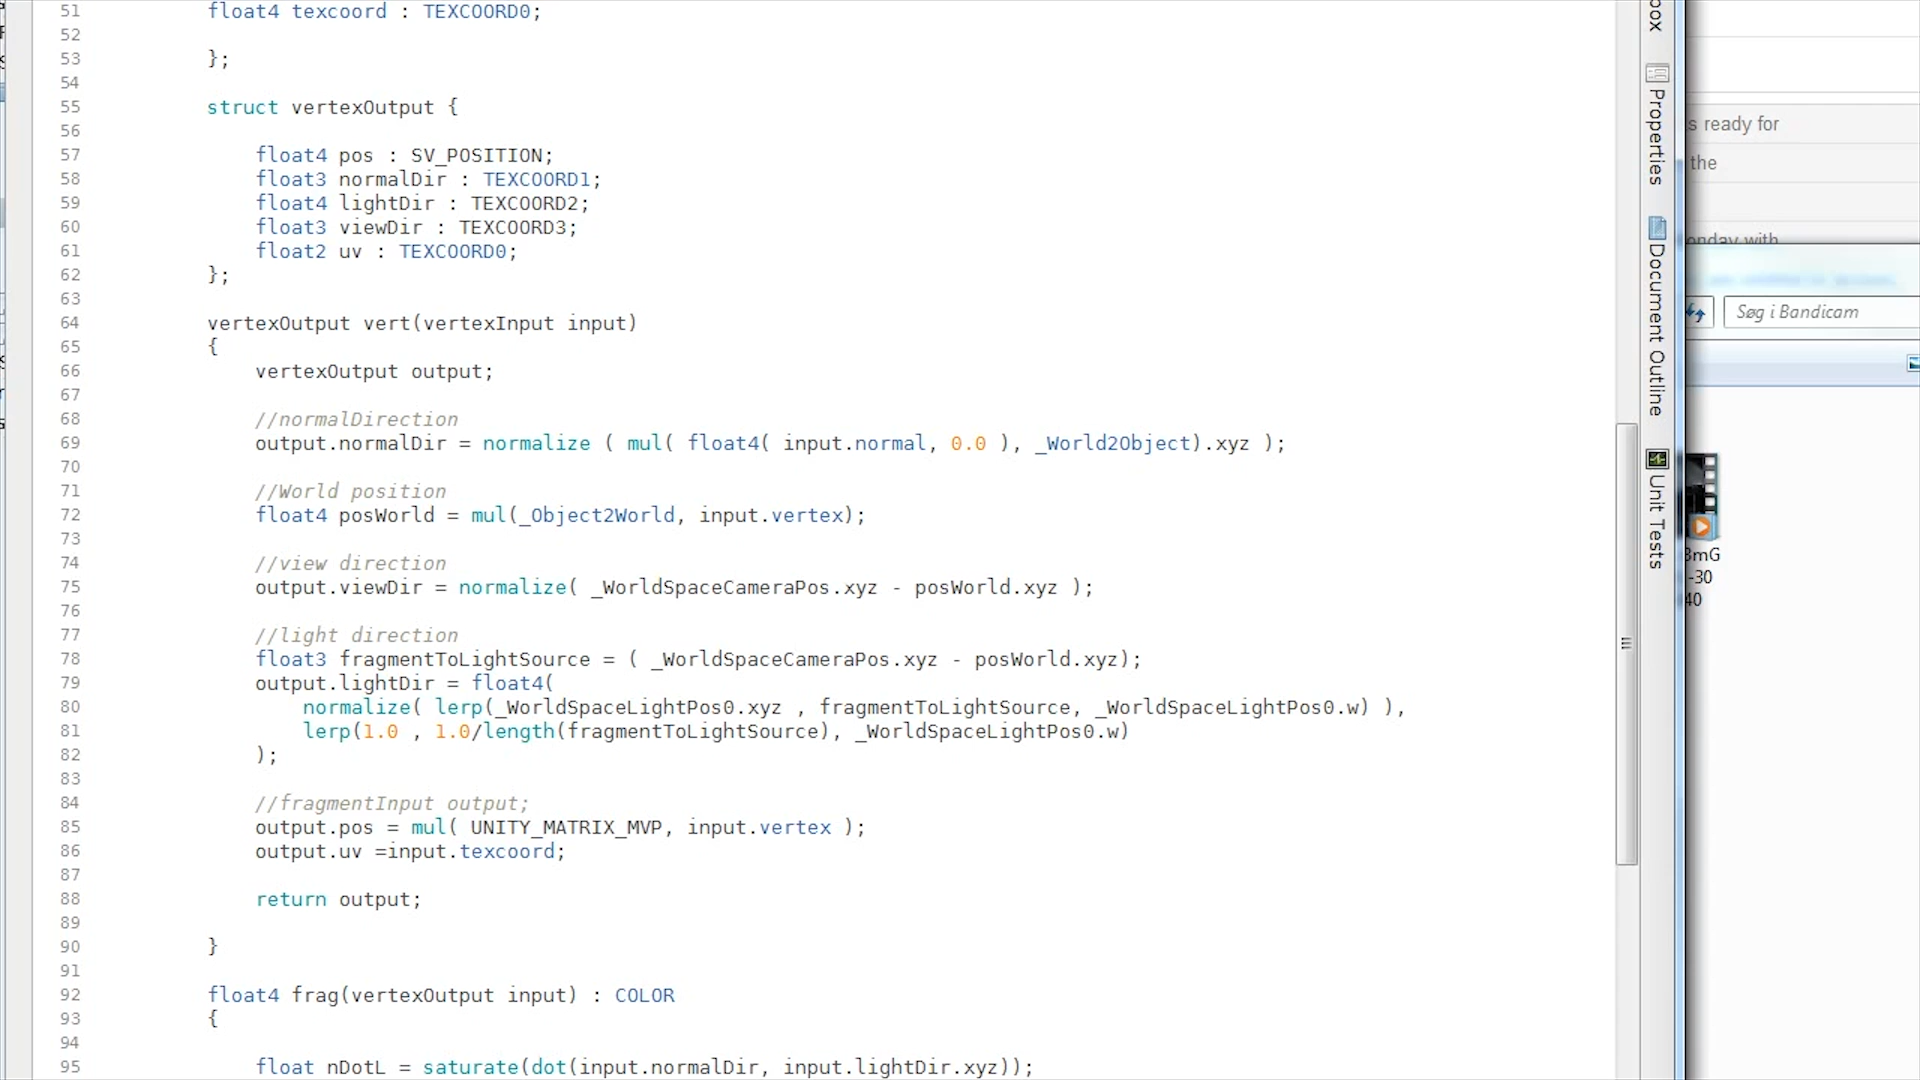 51 float4 texcoord : TEXCOORD0;
52
53 };
54
55 struct vertexOutput {
56
57 float4 pos : SV_POSITION;
58 float3 normalDir : TEXCOORD1;
59 float4 lightDir : TEXCOORD2;
60 float3 viewDir : TEXCOORD3;
61 float2 uv : TEXCOORD0;
62 };
63
64 vertexOutput vert(vertexInput input)
65 {
66 vertexOutput output;
67
68 //normalDirection
69 output.normalDir = normalize ( mul( float4( input.normal, 0.0 ), _World2Object).xyz );
70
71 //World position
72 float4 posWorld = mul(_Object2World, input.vertex);
73
74 //view direction
75 output.viewDir = normalize( _WorldSpaceCameraPos.xyz - posWorld.xyz );
76
77 //light direction
78 float3 fragmentToLightSource = ( _WorldSpaceCameraPos.xyz - posWorld.xyz);
79 output.lightDir = float4(
80 normalize( lerp(_WorldSpaceLightPos0.xyz , fragmentToLightSource, _WorldSpaceLightPos0.w) ),
81 lerp(1.0 , 1.0/length(fragmentToLightSource), _WorldSpaceLightPos0.w)
82 );
83
84 //fragmentInput output;
85 output.pos = mul( UNITY_MATRIX_MVP, input.vertex );
86 output.uv =input.texcoord;
87
88 return output;
89
90 }
91
92 float4 frag(vertexOutput input) : COLOR
93 {
94
95 float nDotL = saturate(dot(input.normalDir, input.lightDir.xyz));
box
Properties
Document Outline
Unit Tests
s ready for
the
onday with
Søg i Bandicam
3mG
-30
40